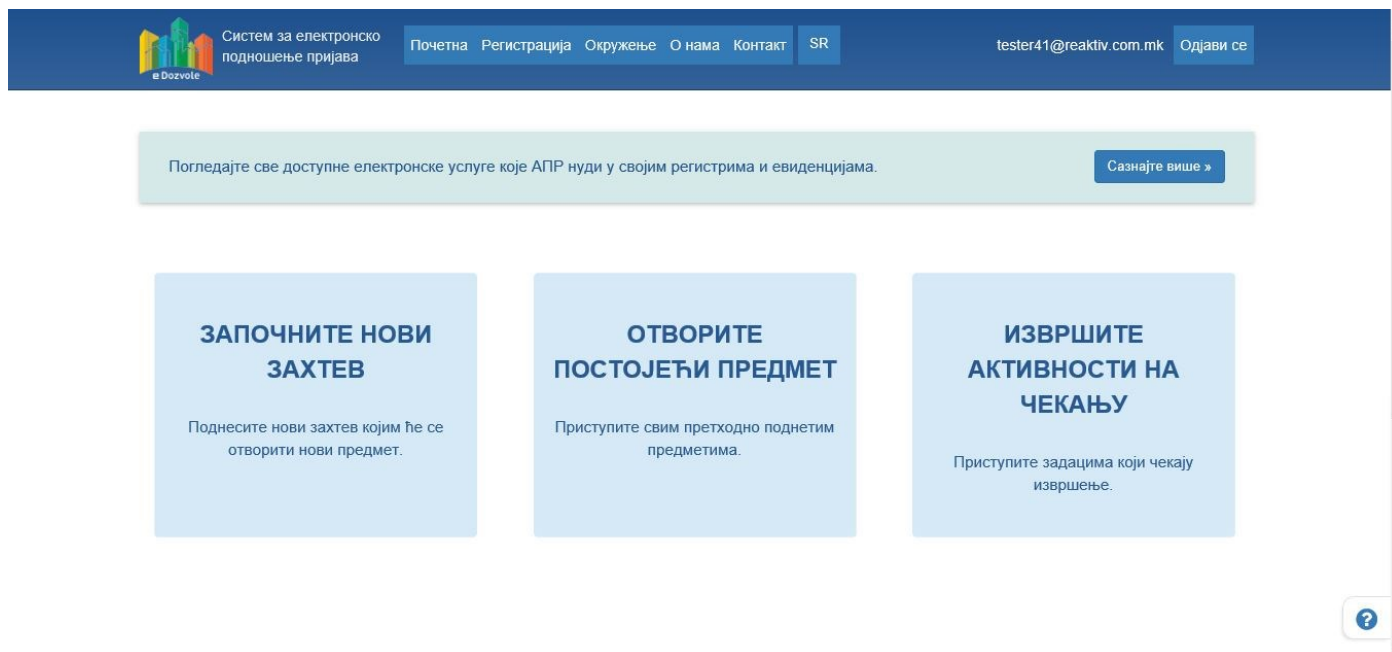 Систем за електронско
подношење пријава
e Dozvole
Почетна Регистрација Окружење О нама Контакт SR
tester41@reaktiv.com.mk Одјави се
Погледајте све доступне електронске услуге које АПР нуди у својим регистрима и евиденцијама.
Сазнајте више »
ЗАПОЧНИТЕ НОВИ
ЗАХТЕВ
Поднесите нови захтев којим ће се
отворити нови предмет.
ОТВОРИТЕ
ПОСТОЈЕЋИ ПРЕДМЕТ
Приступите свим претходно поднетим
предметима.
ИЗВРШИТЕ
АКТИВНОСТИ НА
ЧЕКАЊУ
Приступите задацима који чекају
извршење.
?